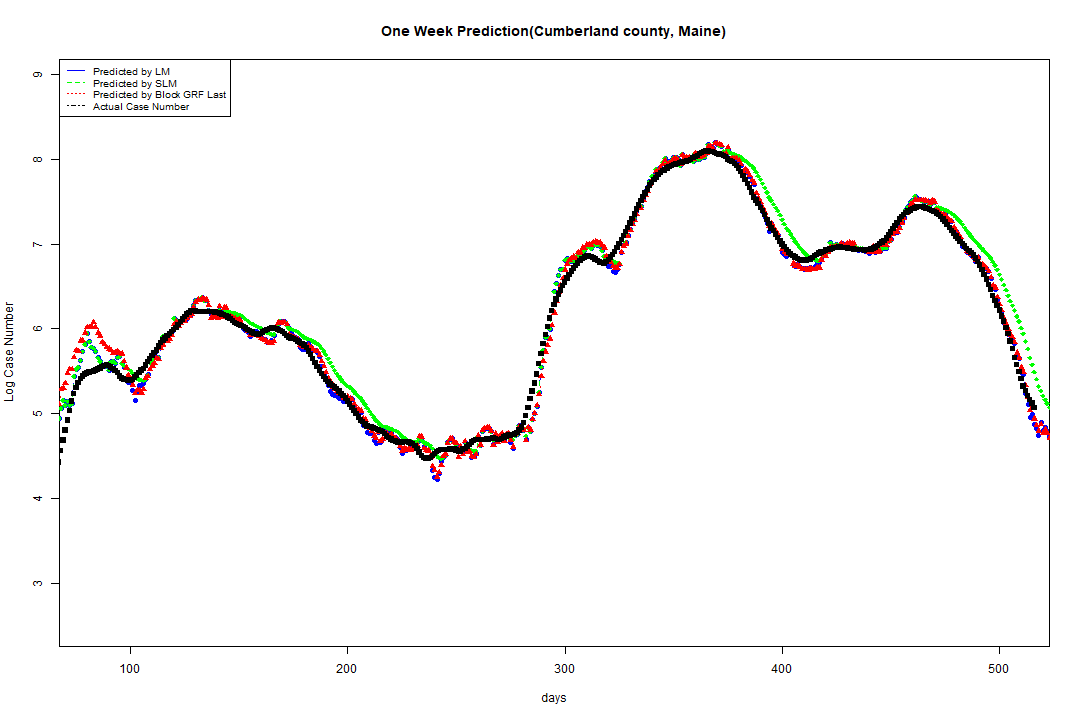 One Week Prediction(Cumberland county, Maine)
Predicted by LM
Predicted by SLM
Predicted by Block GRF Last
Actual Case Number
9
8
7
6
5
4
3
Log Case Number
100 200 300 400 500
days